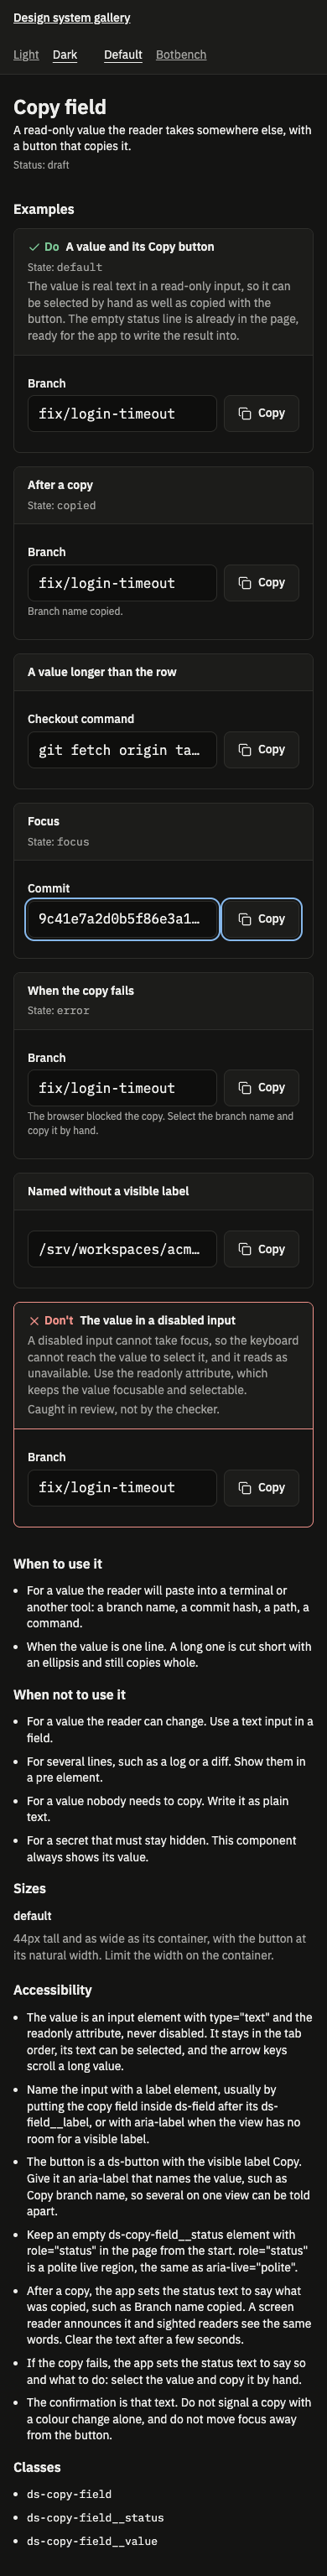 Design system gallery
Light Dark Default Botbench
Copy field
A read-only value the reader takes somewhere else, with
a button that copies it.
Status: draft
Examples
Do A value and its Copy button
State: default
The value is real text in a read-only input, so it can
be selected by hand as well as copied with the
button. The empty status line is already in the page,
ready for the app to write the result into.
Branch
fix/login-timeout Copy
After a copy
State: copied
Branch
fix/login-timeout Copy
Branch name copied.
A value longer than the row
Checkout command
git fetch origin ta… Copy
Focus
State: focus
Commit
9c41e7a2d0b5f86e3a1… Copy
When the copy fails
State: error
Branch
fix/login-timeout Copy
The browser blocked the copy. Select the branch name and
copy it by hand.
Named without a visible label
/srv/workspaces/acm… Copy
Don't The value in a disabled input
A disabled input cannot take focus, so the keyboard
cannot reach the value to select it, and it reads as
unavailable. Use the readonly attribute, which
keeps the value focusable and selectable.
Caught in review, not by the checker.
Branch
fix/login-timeout Copy
When to use it
• For a value the reader will paste into a terminal or
another tool: a branch name, a commit hash, a path, a
command.
• When the value is one line. A long one is cut short with
an ellipsis and still copies whole.
When not to use it
• For a value the reader can change. Use a text input in a
field.
• For several lines, such as a log or a diff. Show them in
a pre element.
• For a value nobody needs to copy. Write it as plain
text.
• For a secret that must stay hidden. This component
always shows its value.
Sizes
default
44px tall and as wide as its container, with the button at
its natural width. Limit the width on the container.
Accessibility
• The value is an input element with type="text" and the
readonly attribute, never disabled. It stays in the tab
order, its text can be selected, and the arrow keys
scroll a long value.
• Name the input with a label element, usually by
putting the copy field inside ds-field after its ds-
field__label, or with aria-label when the view has no
room for a visible label.
• The button is a ds-button with the visible label Copy.
Give it an aria-label that names the value, such as
Copy branch name, so several on one view can be told
apart.
• Keep an empty ds-copy-field__status element with
role="status" in the page from the start. role="status"
is a polite live region, the same as aria-live="polite".
• After a copy, the app sets the status text to say what
was copied, such as Branch name copied. A screen
reader announces it and sighted readers see the same
words. Clear the text after a few seconds.
• If the copy fails, the app sets the status text to say so
and what to do: select the value and copy it by hand.
• The confirmation is that text. Do not signal a copy with
a colour change alone, and do not move focus away
from the button.
Classes
• ds-copy-field
• ds-copy-field__status
• ds-copy-field__value